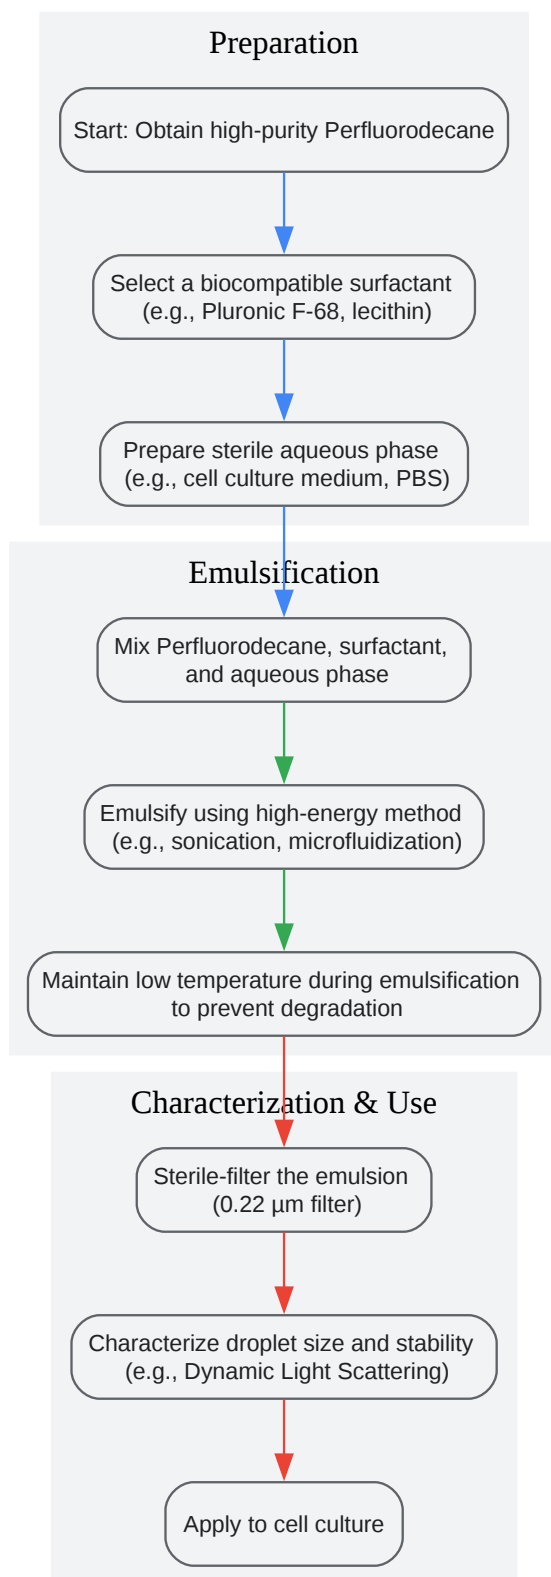 Preparation
Start: Obtain high-purity Perfluorodecane
Select a biocompatible surfactant
(e.g., Pluronic F-68, lecithin)
Prepare sterile aqueous phase
(e.g., cell culture medium, PBS)
Emulsification
Mix Perfluorodecane, surfactant,
and aqueous phase
Emulsify using high-energy method
(e.g., sonication, microfluidization)
Maintain low temperature during emulsification
to prevent degradation
Characterization & Use
Sterile-filter the emulsion
(0.22 µm filter)
Characterize droplet size and stability
(e.g., Dynamic Light Scattering)
Apply to cell culture